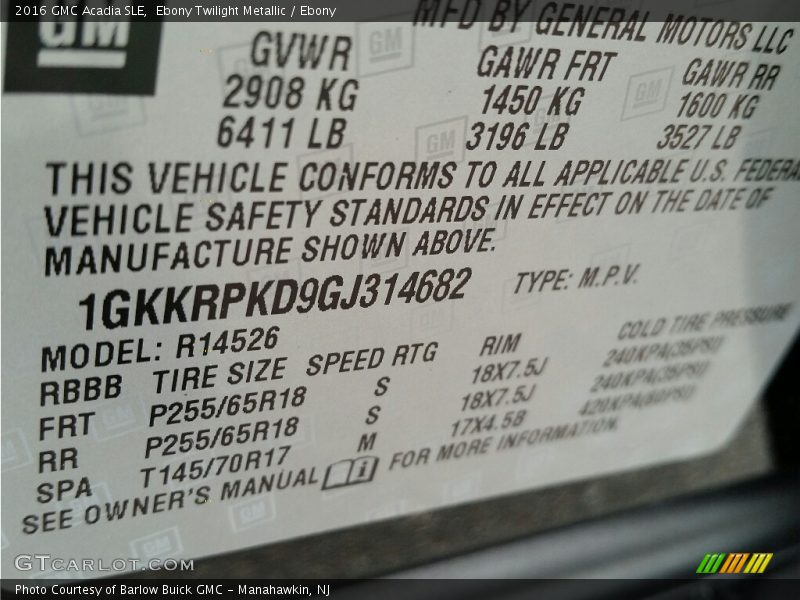 2016 GMC Acadia SLE, Ebony Twilight Metallic / Ebony
GM
MFD BY GENERAL MOTORS LLC
GVWR GAWR FRT GAWR RR
2908 KG 1450 KG 1600 KG
6411 LB 3196 LB 3527 LB
THIS VEHICLE CONFORMS TO ALL APPLICABLE U.S. FEDERA
VEHICLE SAFETY STANDARDS IN EFFECT ON THE DATE OF
MANUFACTURE SHOWN ABOVE.
1GKKRPKD9GJ314682 TYPE: M.P.V.
MODEL: R14526
RBBB TIRE SIZE SPEED RTG RIM COLD TIRE PRESSURE
FRT P255/65R18 S 18X7.5J 240KPA(35PSI)
RR P255/65R18 S 18X7.5J 240KPA(35PSI)
SPA T145/70R17 M 17X4.5B 420KPA(60PSI)
SEE OWNER'S MANUAL FOR MORE INFORMATION.
GTCARLOT.COM
Photo Courtesy of Barlow Buick GMC - Manahawkin, NJ